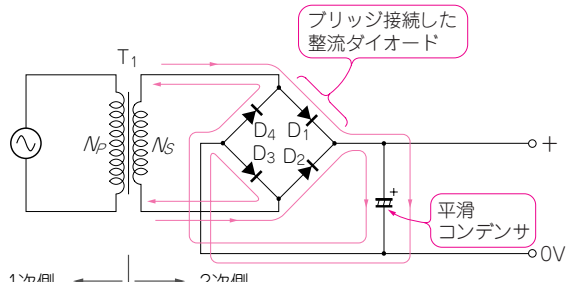 ブリッジ接続した
整流ダイオード
T1
NP
NS
D4
D1
D3
D2
+
+
平滑
コンデンサ
0V
1次側
2次側